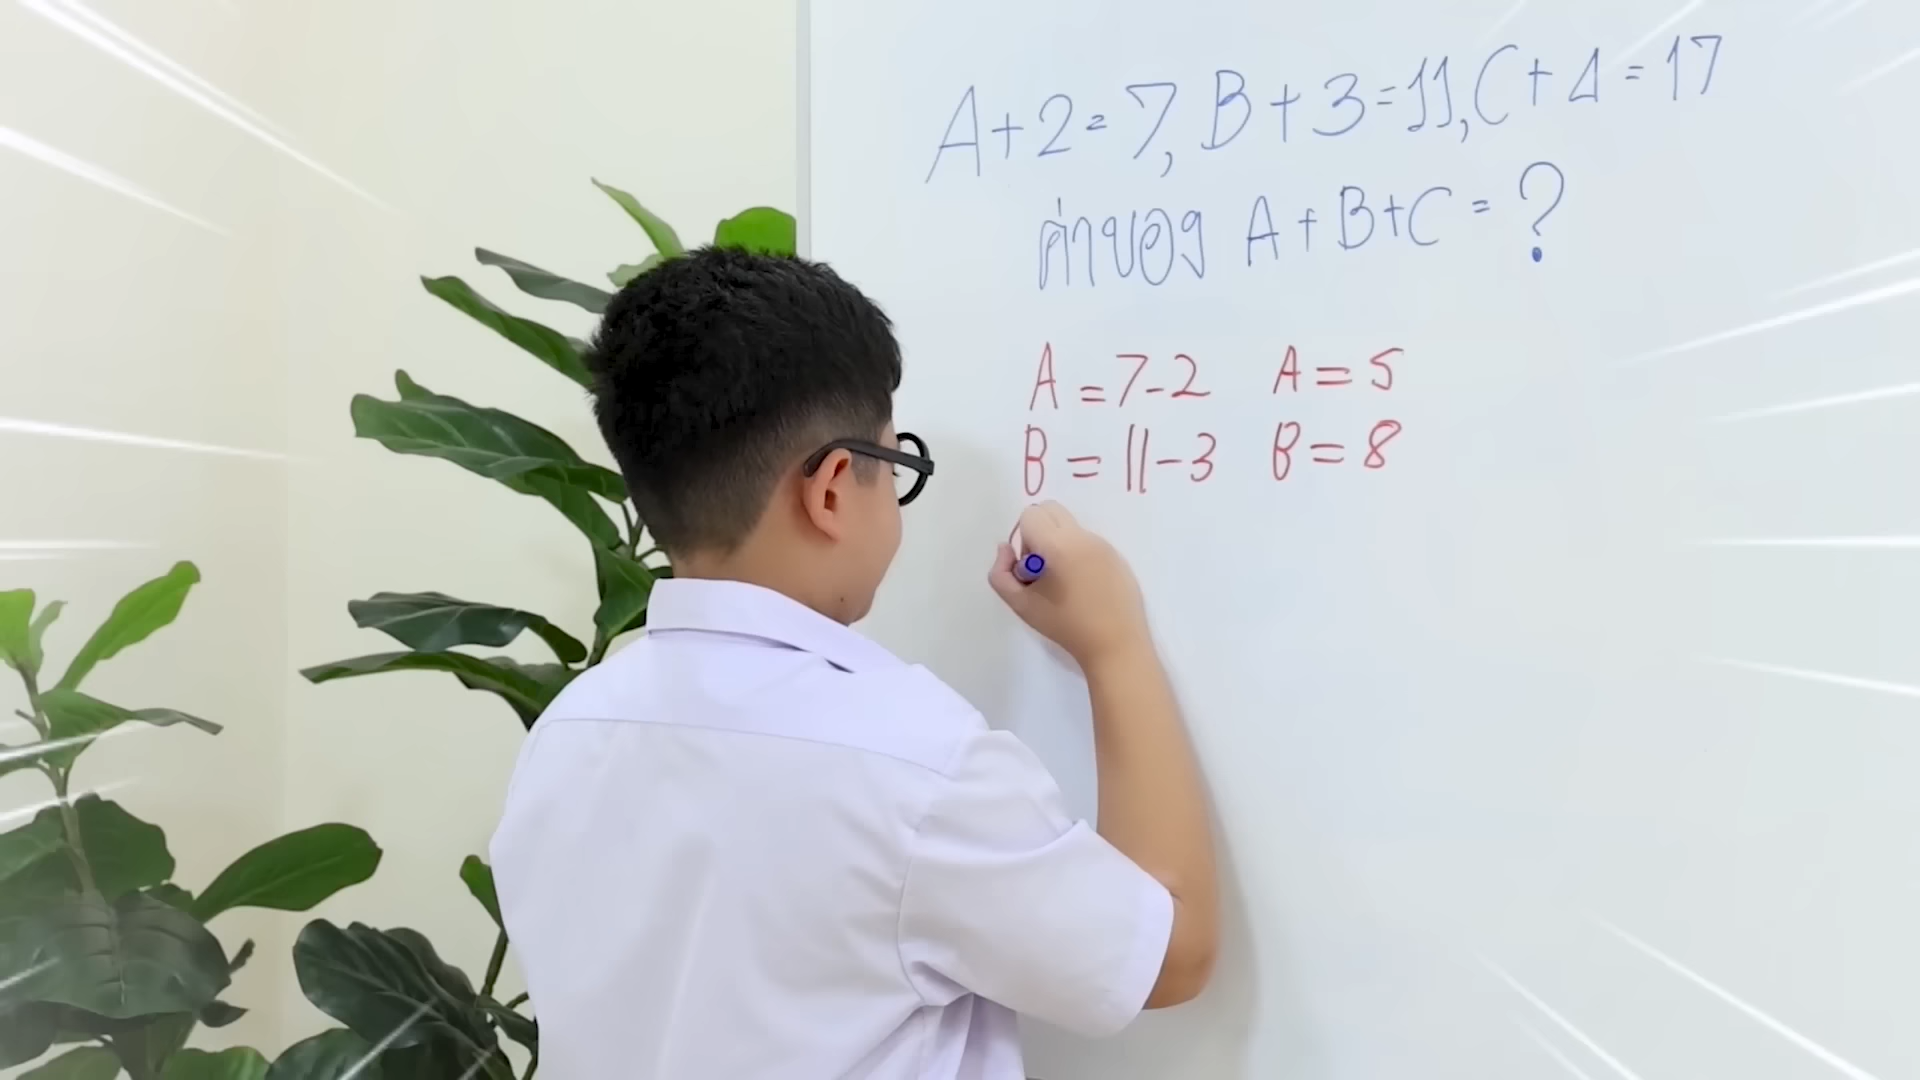 A+2=7, B+3=11, C+4=17
ค่าของ A+B+C=?
A=7-2 A=5
B=11-3 B=8